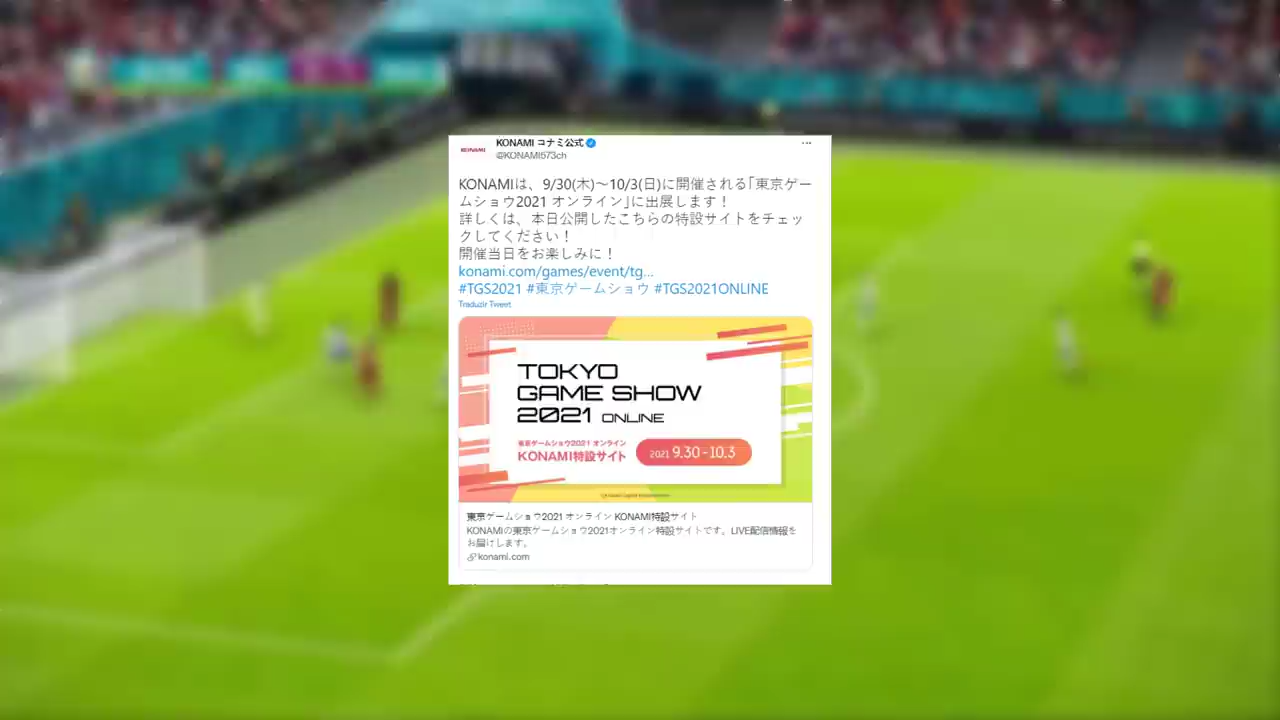 KONAMI
KONAMI コナミ公式
@KONAMI573ch
KONAMIは、9/30(木)～10/3(日)に開催される「東京ゲー
ムショウ2021 オンライン」に出展します！
詳しくは、本日公開したこちらの特設サイトをチェッ
クしてください！
開催当日をお楽しみに！
konami.com/games/event/tg...
#TGS2021 #東京ゲームショウ #TGS2021ONLINE
Traduzir Tweet
TOKYO
GAME SHOW
2021 ONLINE
東京ゲームショウ2021 オンライン
KONAMI特設サイト
2021 9.30-10.3
東京ゲームショウ2021 オンライン KONAMI特設サイト
KONAMIの東京ゲームショウ2021オンライン特設サイトです。LIVE配信情報を
お届けします。
konami.com